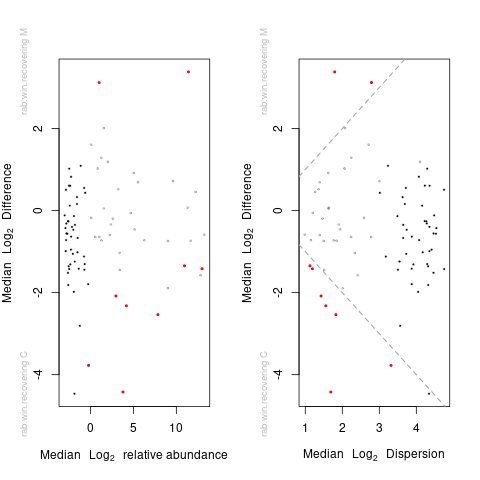 rab.win.recovering M
rab.win.recovering C
Median Log2 Difference
2
0
-2
-4
0 5 10
Median Log2 relative abundance
rab.win.recovering M
rab.win.recovering C
Median Log2 Difference
2
0
-2
-4
1 2 3 4
Median Log2 Dispersion